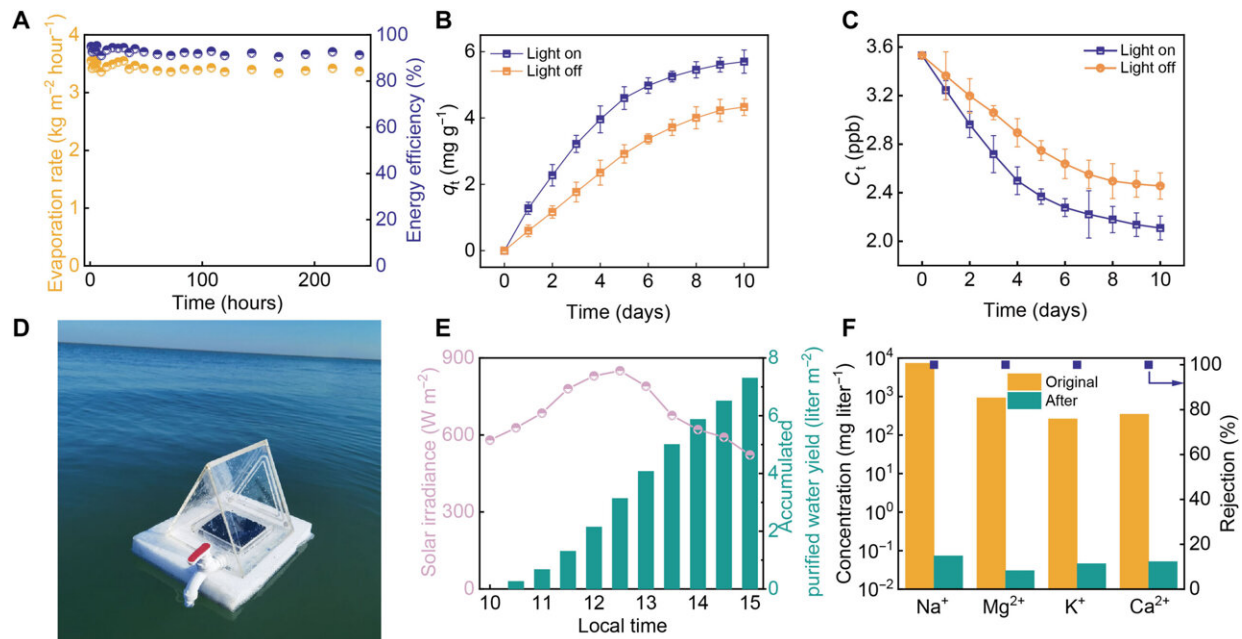 A
Evaporation rate (kg m⁻² hour⁻¹)
4
3
2
1
0
100
80
60
40
20
0
Energy efficiency (%)
0 100 200
Time (hours)
B
Light on
Light off
qt (mg g⁻¹)
6
4
2
0
0 2 4 6 8 10
Time (days)
C
Light on
Light off
Ct (ppb)
3.6
3.2
2.8
2.4
2.0
0 2 4 6 8 10
Time (days)
D
E
Solar irradiance (W m⁻²)
900
600
300
0
8
6
4
2
0
Accumulated
purified water yield (liter m⁻²)
10 11 12 13 14 15
Local time
F
Original
After
Concentration (mg liter⁻¹)
10⁴
10³
10²
10¹
10⁰
10⁻¹
10⁻²
100
80
60
40
20
0
Rejection (%)
Na⁺ Mg²⁺ K⁺ Ca²⁺